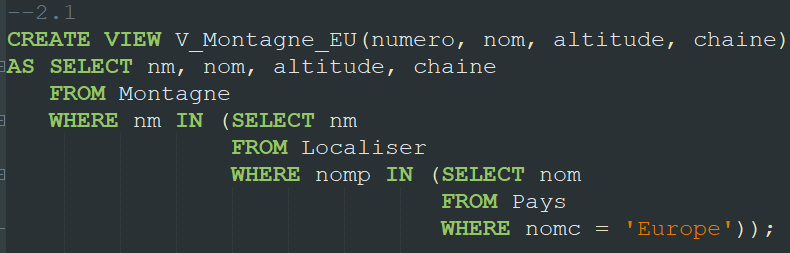 --2.1
CREATE VIEW V_Montagne_EU(numero, nom, altitude, chaine)
AS SELECT nm, nom, altitude, chaine
FROM Montagne
WHERE nm IN (SELECT nm
FROM Localiser
WHERE nomp IN (SELECT nom
FROM Pays
WHERE nomc = 'Europe'));